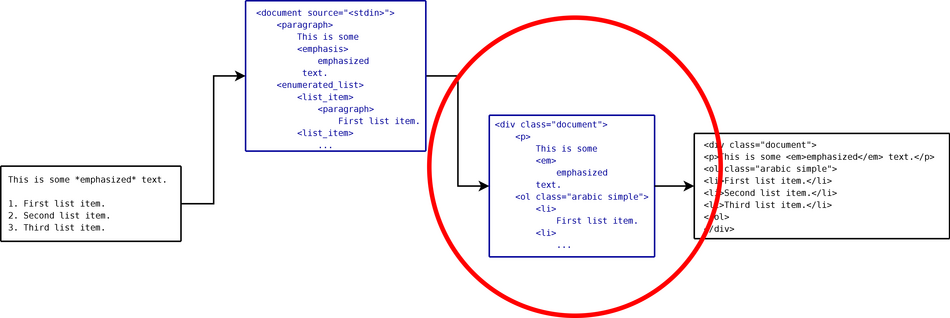 This is some *emphasized* text.
1. First list item.
2. Second list item.
3. Third list item.
<document source="<stdin>">
<paragraph>
This is some
<emphasis>
emphasized
text.
<enumerated_list>
<list_item>
<paragraph>
First list item.
<list_item>
...
<div class="document">
<p>
This is some
<em>
emphasized
text.
<ol class="arabic simple">
<li>
First list item.
<li>
...
<div class="document">
<p>This is some <em>emphasized</em> text.</p>
<ol class="arabic simple">
<li>First list item.</li>
<li>Second list item.</li>
<li>Third list item.</li>
</ol>
</div>